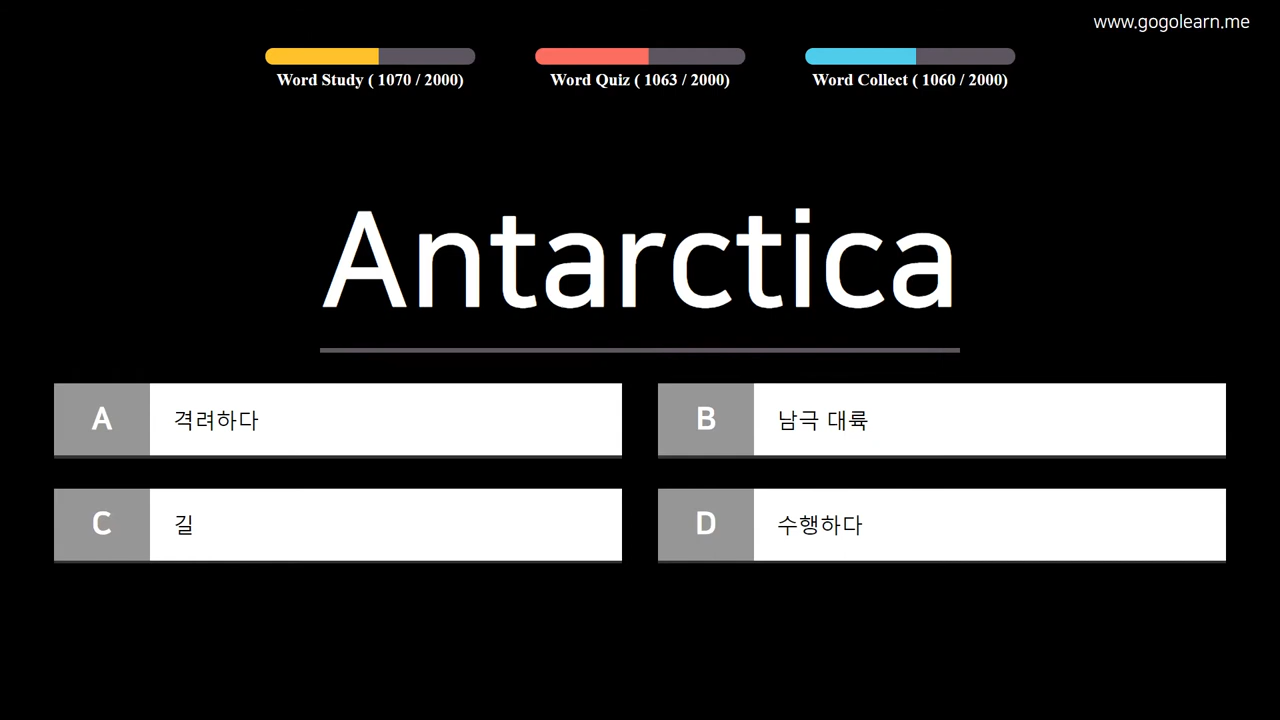 www.gogolearn.me
Word Study ( 1070 / 2000)
Word Quiz ( 1063 / 2000)
Word Collect ( 1060 / 2000)
Antarctica
A 격려하다
B 남극 대륙
C 길
D 수행하다